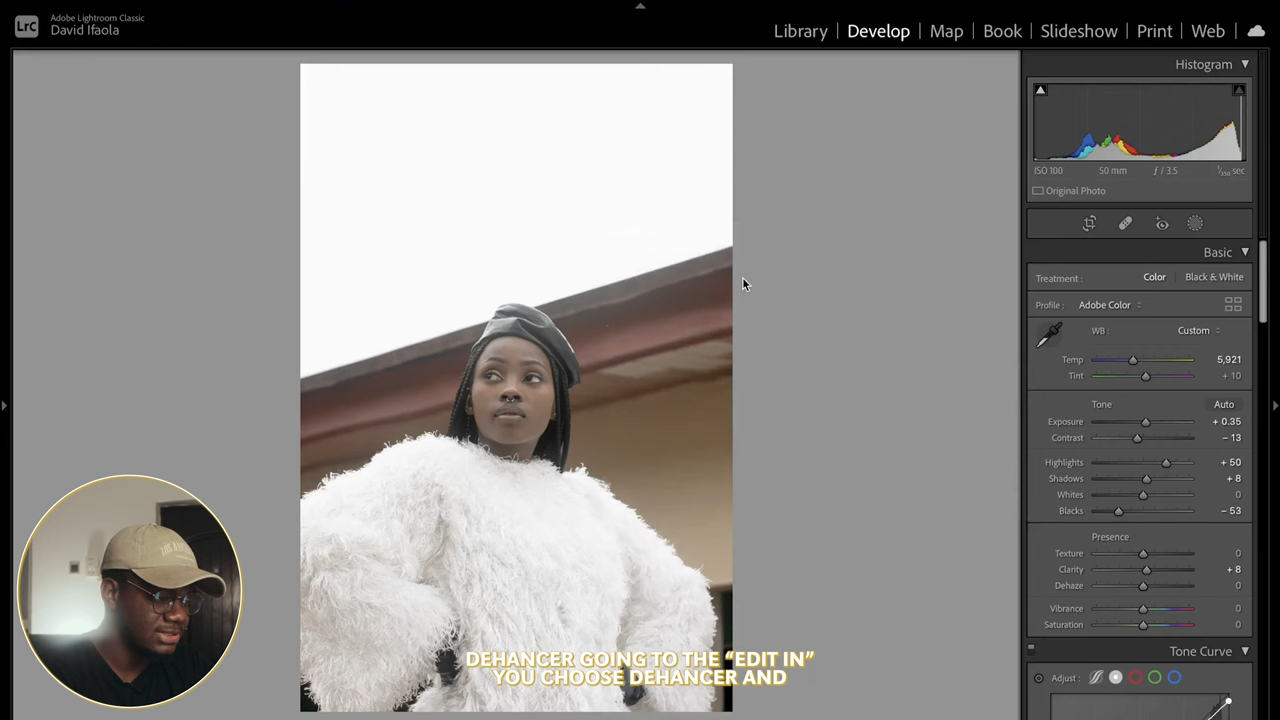 LrC
Adobe Lightroom Classic
David Ifaola
Library | Develop | Map | Book | Slideshow | Print | Web
Histogram
ISO 100 50 mm ƒ / 3.5
Original Photo
Basic
Treatment : Color Black & White
Profile : Adobe Color
WB : Custom
Temp 5,921
Tint + 10
Tone Auto
Exposure + 0.35
Contrast − 13
Highlights + 50
Shadows + 8
Whites 0
Blacks − 53
Presence
Texture 0
Clarity + 8
Dehaze 0
Vibrance 0
Saturation 0
Tone Curve
Adjust :
DEHANCER GOING TO THE “EDIT IN”
YOU CHOOSE DEHANCER AND